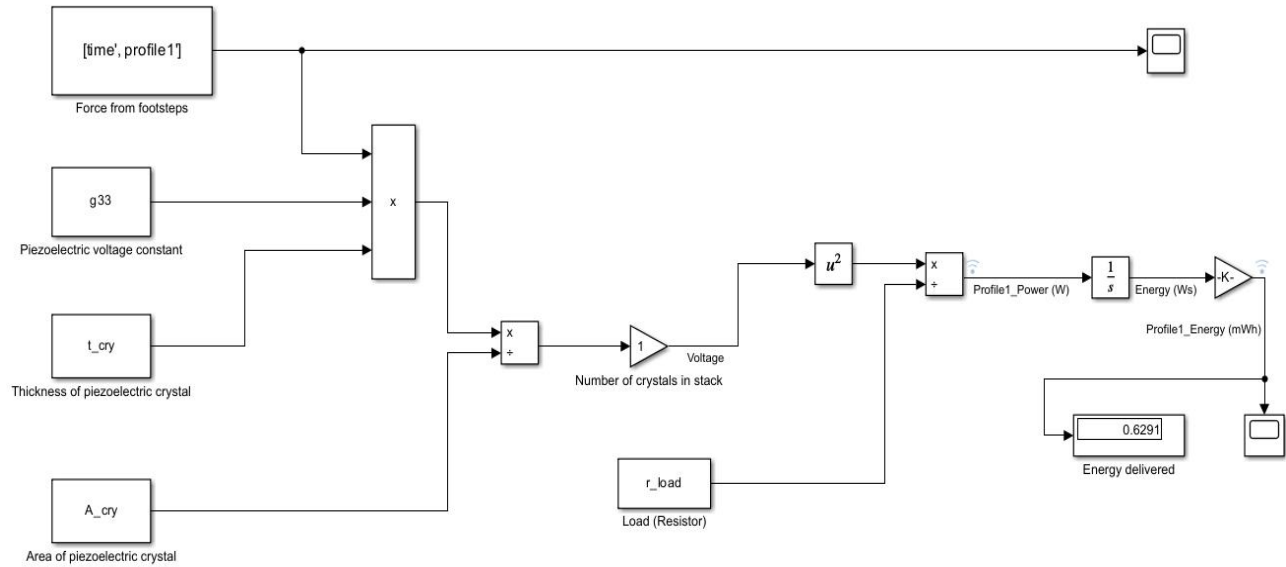 [time', profile1']
Force from footsteps
g33
Piezoelectric voltage constant
x
t_cry
Thickness of piezoelectric crystal
x
÷
1
Voltage
Number of crystals in stack
A_cry
Area of piezoelectric crystal
u²
x
÷
Profile1_Power (W)
1
s
Energy (Ws)
-K-
Profile1_Energy (mWh)
0.6291
Energy delivered
r_load
Load (Resistor)